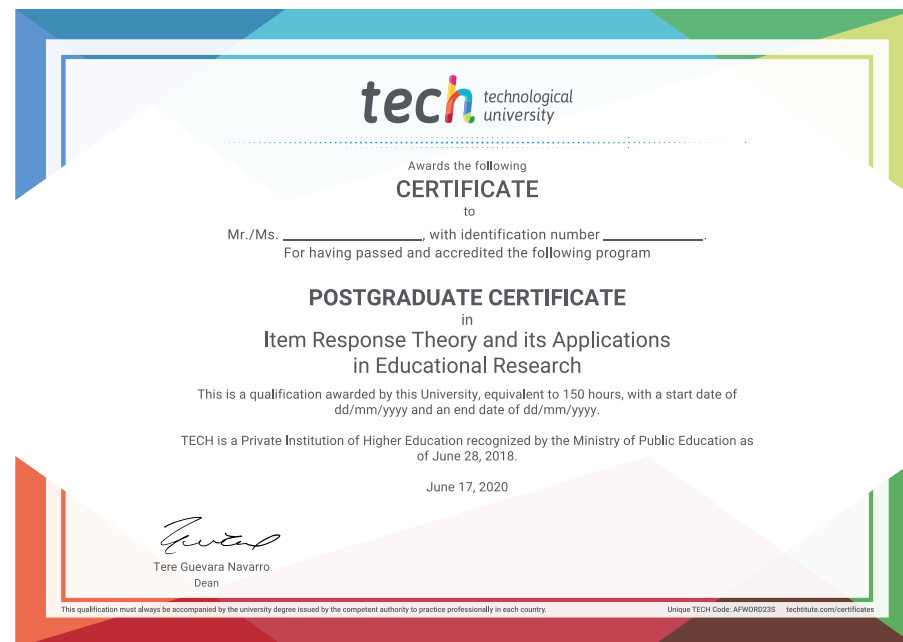 tech technological
university
Awards the following
CERTIFICATE
to
Mr./Ms. ____________________, with identification number ______________.
For having passed and accredited the following program
POSTGRADUATE CERTIFICATE
in
Item Response Theory and its Applications
in Educational Research
This is a qualification awarded by this University, equivalent to 150 hours, with a start date of
dd/mm/yyyy and an end date of dd/mm/yyyy.
TECH is a Private Institution of Higher Education recognized by the Ministry of Public Education as
of June 28, 2018.
June 17, 2020
Tere Guevara Navarro
Dean
This qualification must always be accompanied by the university degree issued by the competent authority to practice professionally in each country. Unique TECH Code: AFWORD23S techtitute.com/certificates